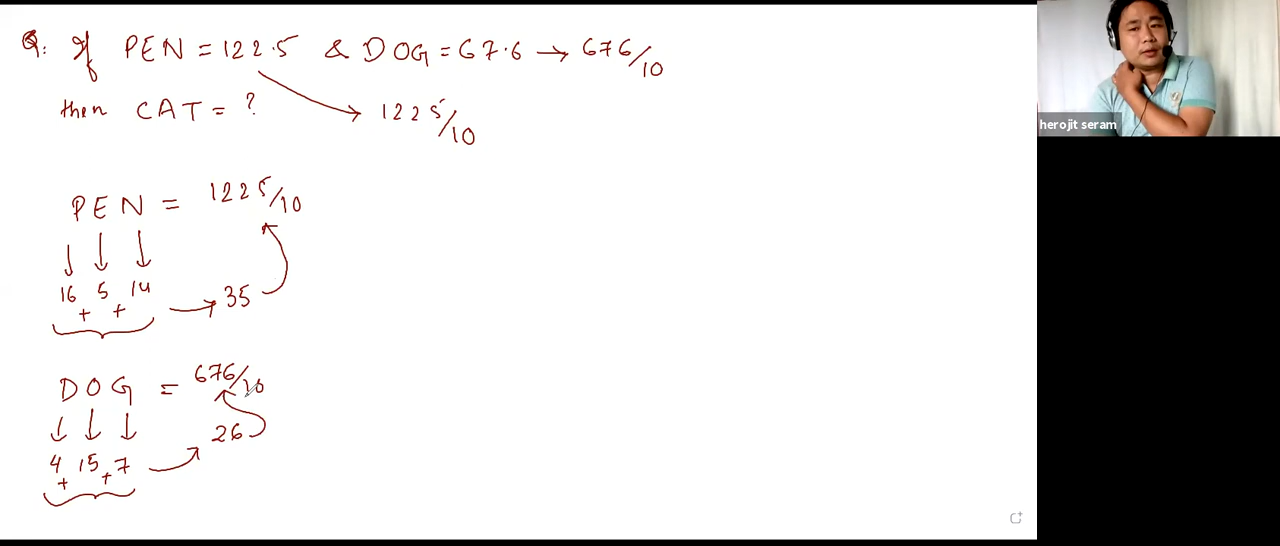 Q: If PEN = 122.5 & DOG = 67.6 → 676/10
then CAT = ? 1225/10
PEN = 1225/10
16 + 5 + 14 → 35
DOG = 676/10
4 + 15 + 7 → 26
herojit seram